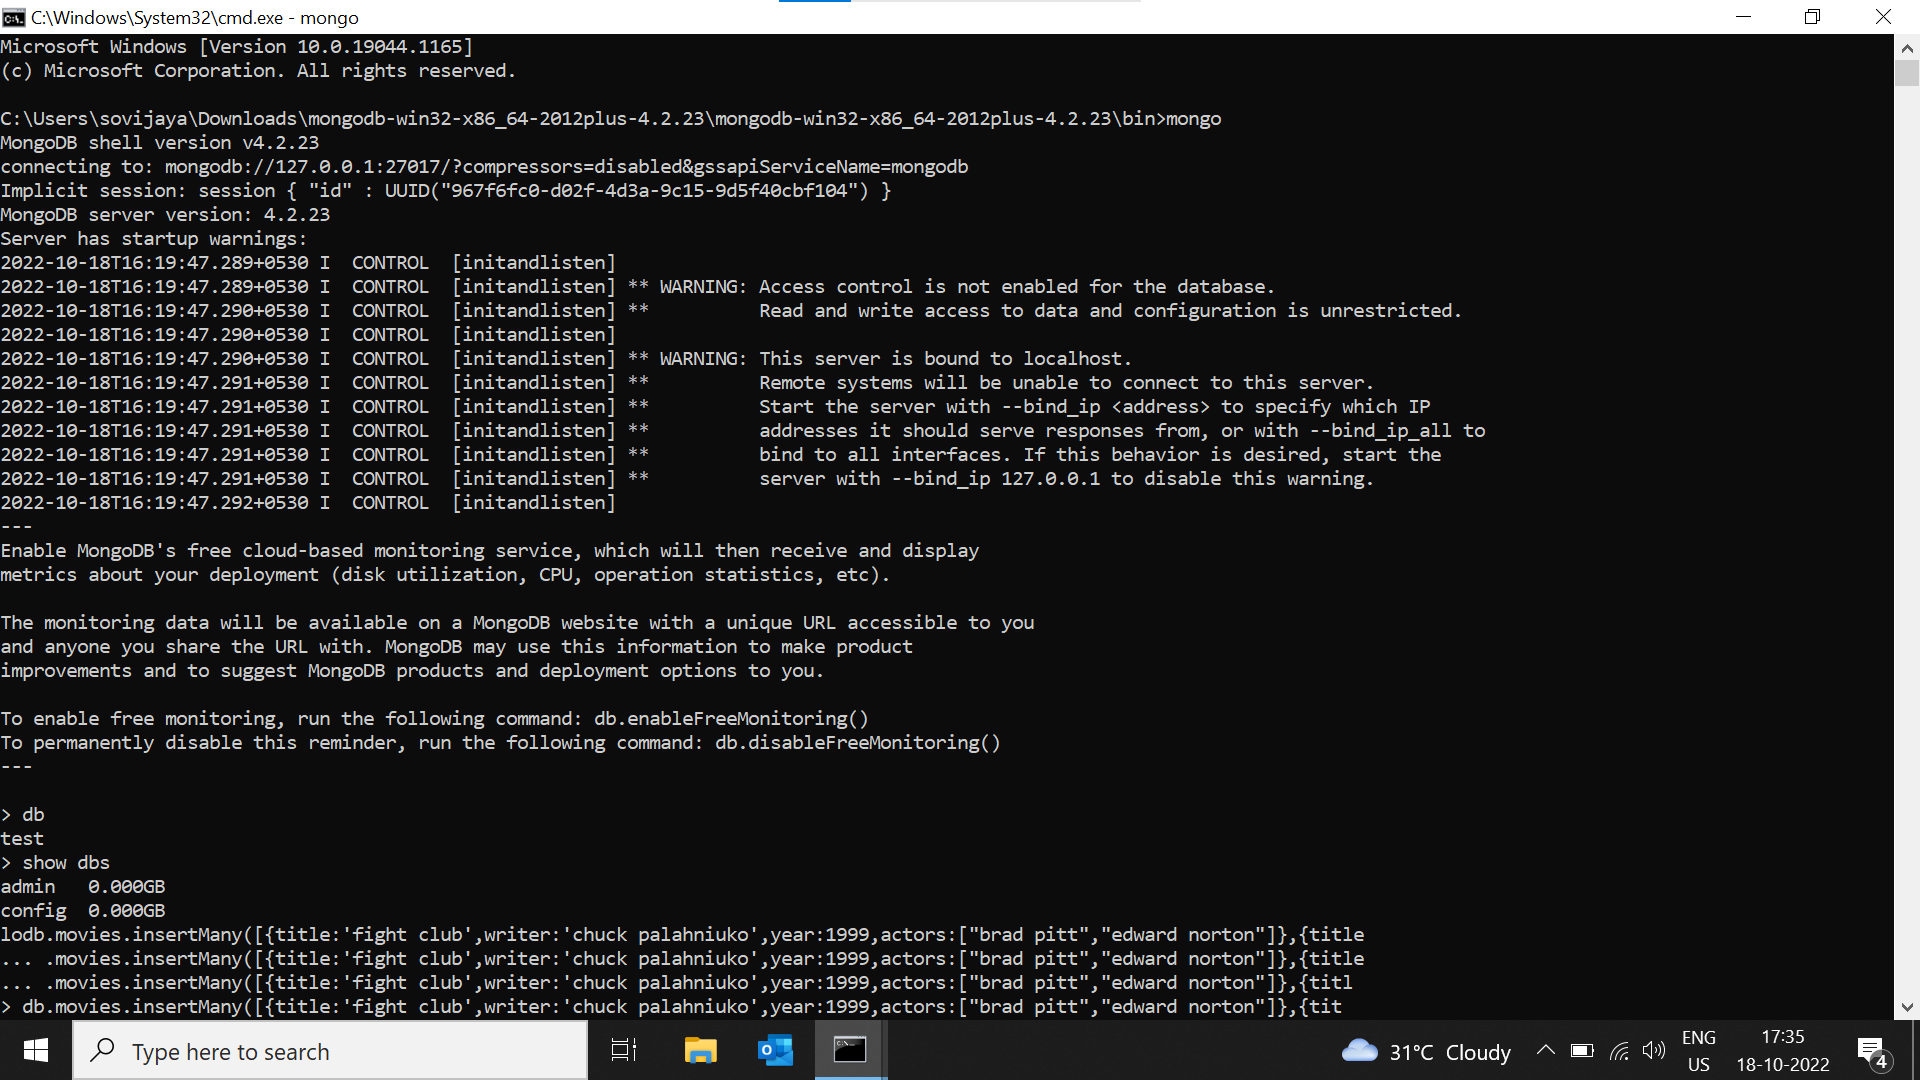 C:\Windows\System32\cmd.exe - mongo
Microsoft Windows [Version 10.0.19044.1165]
(c) Microsoft Corporation. All rights reserved.
C:\Users\sovijaya\Downloads\mongodb-win32-x86_64-2012plus-4.2.23\mongodb-win32-x86_64-2012plus-4.2.23\bin>mongo
MongoDB shell version v4.2.23
connecting to: mongodb://127.0.0.1:27017/?compressors=disabled&gssapiServiceName=mongodb
Implicit session: session { "id" : UUID("967f6fc0-d02f-4d3a-9c15-9d5f40cbf104") }
MongoDB server version: 4.2.23
Server has startup warnings:
2022-10-18T16:19:47.289+0530 I  CONTROL  [initandlisten]
2022-10-18T16:19:47.289+0530 I  CONTROL  [initandlisten] ** WARNING: Access control is not enabled for the database.
2022-10-18T16:19:47.290+0530 I  CONTROL  [initandlisten] **          Read and write access to data and configuration is unrestricted.
2022-10-18T16:19:47.290+0530 I  CONTROL  [initandlisten]
2022-10-18T16:19:47.290+0530 I  CONTROL  [initandlisten] ** WARNING: This server is bound to localhost.
2022-10-18T16:19:47.291+0530 I  CONTROL  [initandlisten] **          Remote systems will be unable to connect to this server.
2022-10-18T16:19:47.291+0530 I  CONTROL  [initandlisten] **          Start the server with --bind_ip <address> to specify which IP
2022-10-18T16:19:47.291+0530 I  CONTROL  [initandlisten] **          addresses it should serve responses from, or with --bind_ip_all to
2022-10-18T16:19:47.291+0530 I  CONTROL  [initandlisten] **          bind to all interfaces. If this behavior is desired, start the
2022-10-18T16:19:47.291+0530 I  CONTROL  [initandlisten] **          server with --bind_ip 127.0.0.1 to disable this warning.
2022-10-18T16:19:47.292+0530 I  CONTROL  [initandlisten]
---
Enable MongoDB's free cloud-based monitoring service, which will then receive and display
metrics about your deployment (disk utilization, CPU, operation statistics, etc).
The monitoring data will be available on a MongoDB website with a unique URL accessible to you
and anyone you share the URL with. MongoDB may use this information to make product
improvements and to suggest MongoDB products and deployment options to you.
To enable free monitoring, run the following command: db.enableFreeMonitoring()
To permanently disable this reminder, run the following command: db.disableFreeMonitoring()
---
> db
test
> show dbs
admin   0.000GB
config  0.000GB
lodb.movies.insertMany([{title:'fight club',writer:'chuck palahniuko',year:1999,actors:["brad pitt","edward norton"]},{title
... .movies.insertMany([{title:'fight club',writer:'chuck palahniuko',year:1999,actors:["brad pitt","edward norton"]},{title
... .movies.insertMany([{title:'fight club',writer:'chuck palahniuko',year:1999,actors:["brad pitt","edward norton"]},{titl
> db.movies.insertMany([{title:'fight club',writer:'chuck palahniuko',year:1999,actors:["brad pitt","edward norton"]},{tit
Type here to search
31°C Cloudy
ENG
US
17:35
18-10-2022
4